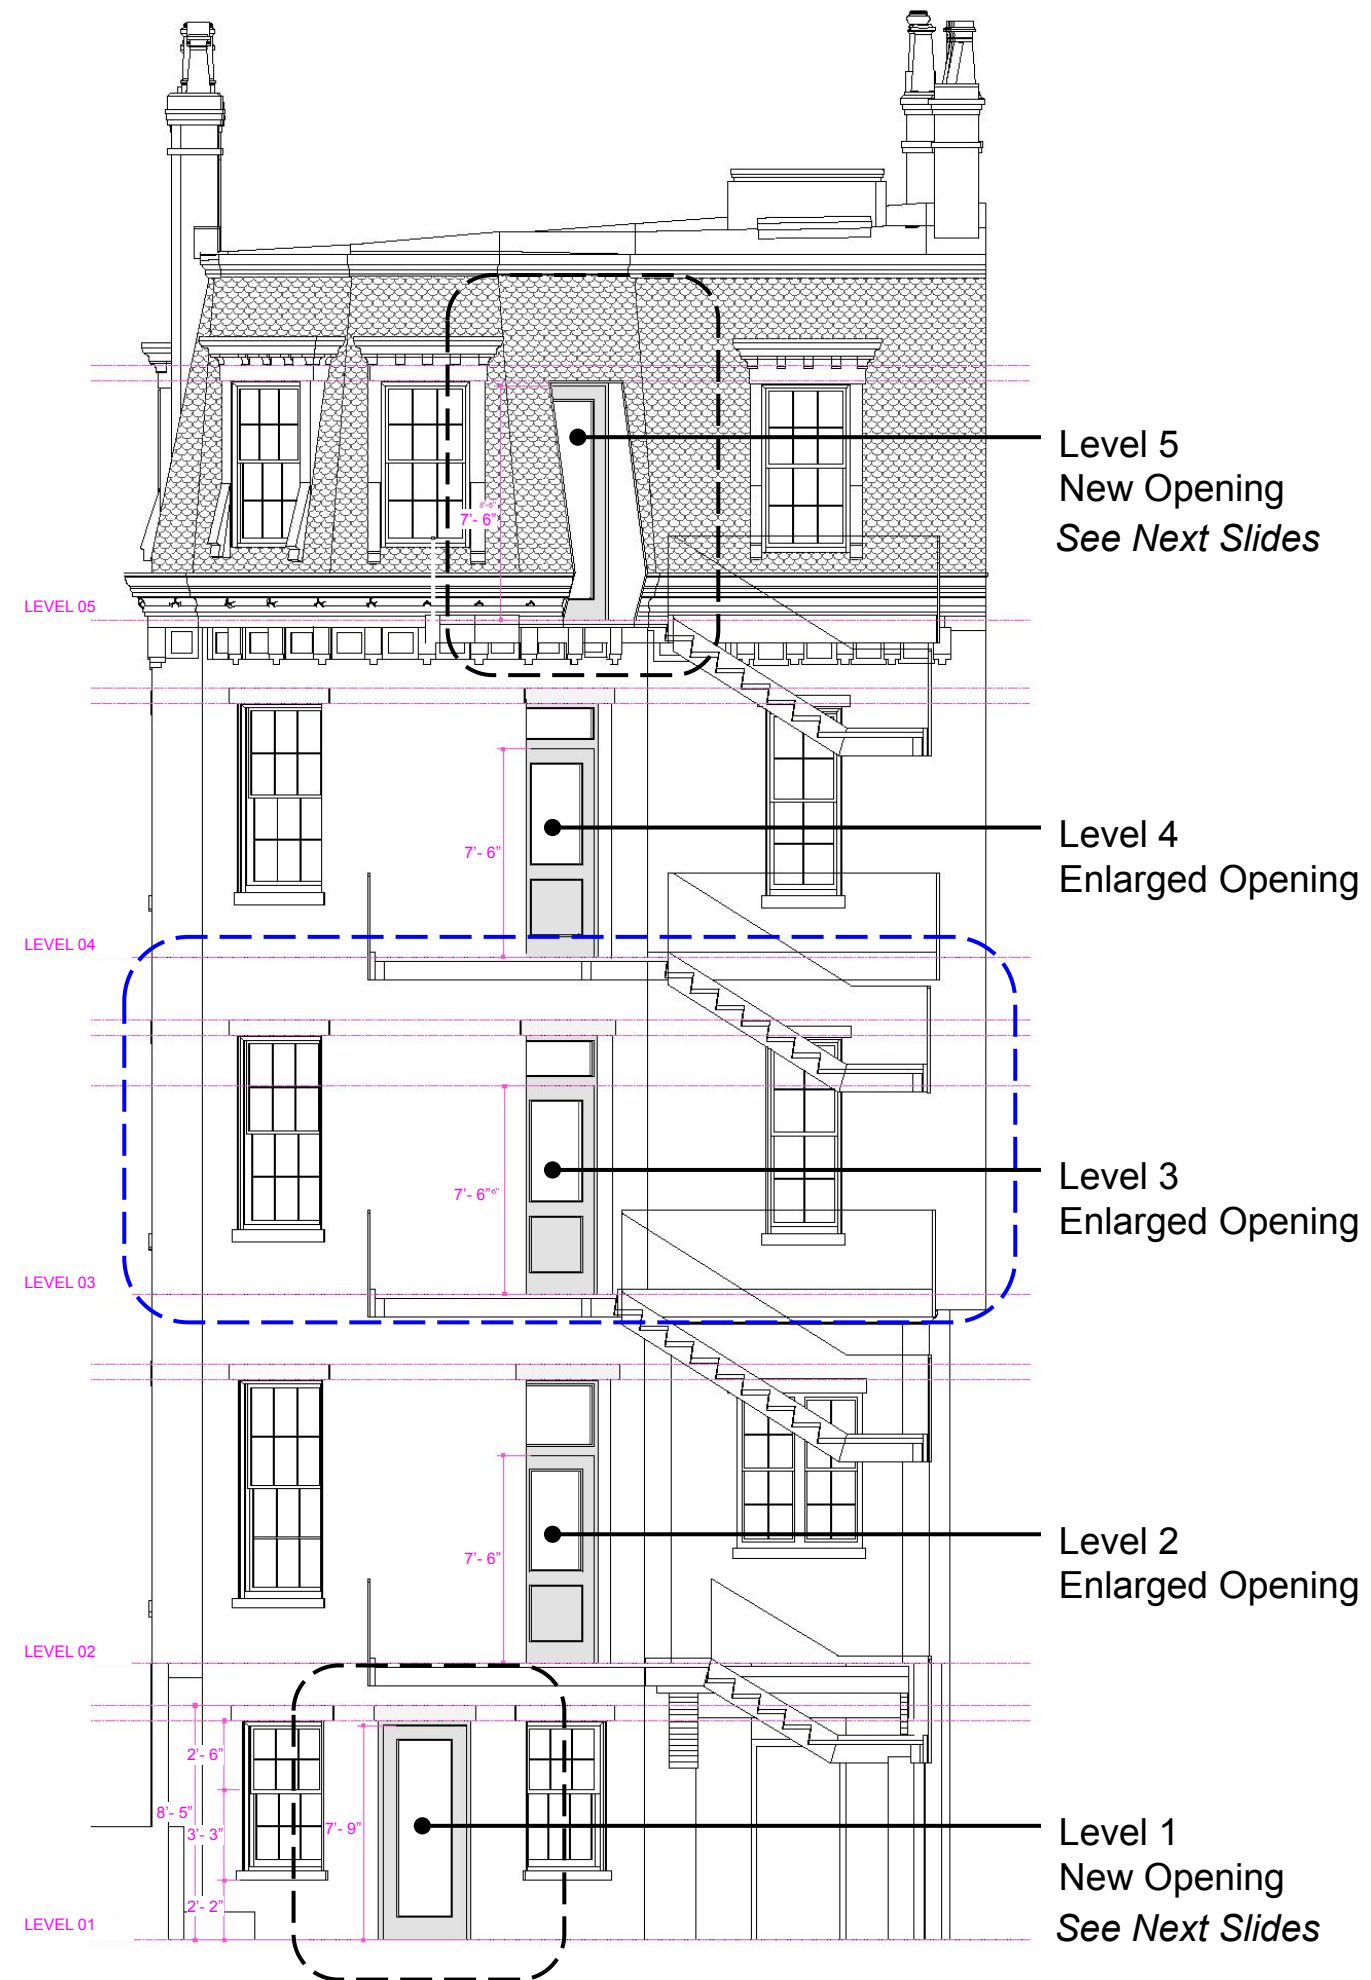 Level 5
New Opening
See Next Slides
7'- 6"
LEVEL 05
Level 4
Enlarged Opening
7'- 6"
LEVEL 04
Level 3
Enlarged Opening
7'- 6"
LEVEL 03
Level 2
Enlarged Opening
7'- 6"
LEVEL 02
2'- 6"
8'- 5"
3'- 3"
7'- 9"
Level 1
New Opening
See Next Slides
2'- 2"
LEVEL 01